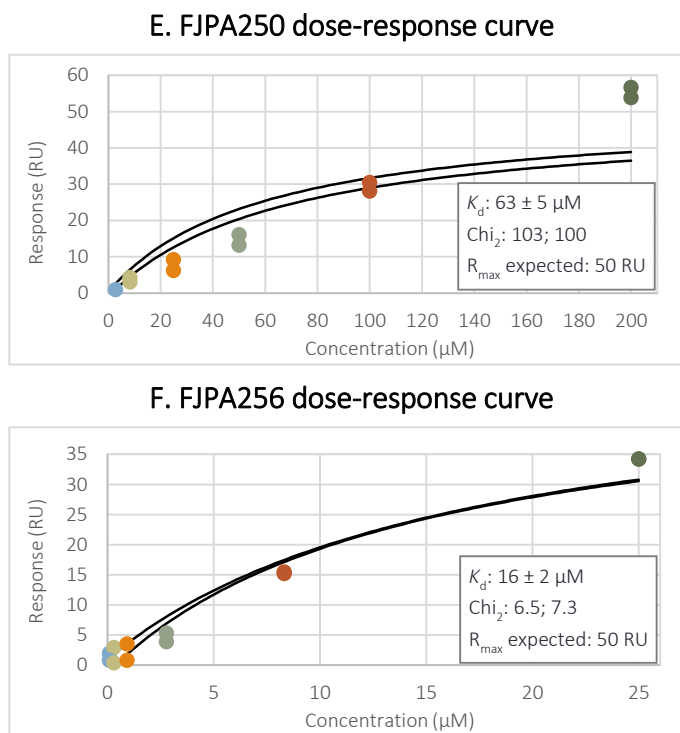 E. FJPA250 dose-response curve
60
50
40
30
20
10
0
Response (RU)
0 20 40 60 80 100 120 140 160 180 200
Concentration (µM)
Kd: 63 ± 5 µM
Chi2: 103; 100
Rmax expected: 50 RU
F. FJPA256 dose-response curve
35
30
25
20
15
10
5
0
Response (RU)
0 5 10 15 20 25
Concentration (µM)
Kd: 16 ± 2 µM
Chi2: 6.5; 7.3
Rmax expected: 50 RU